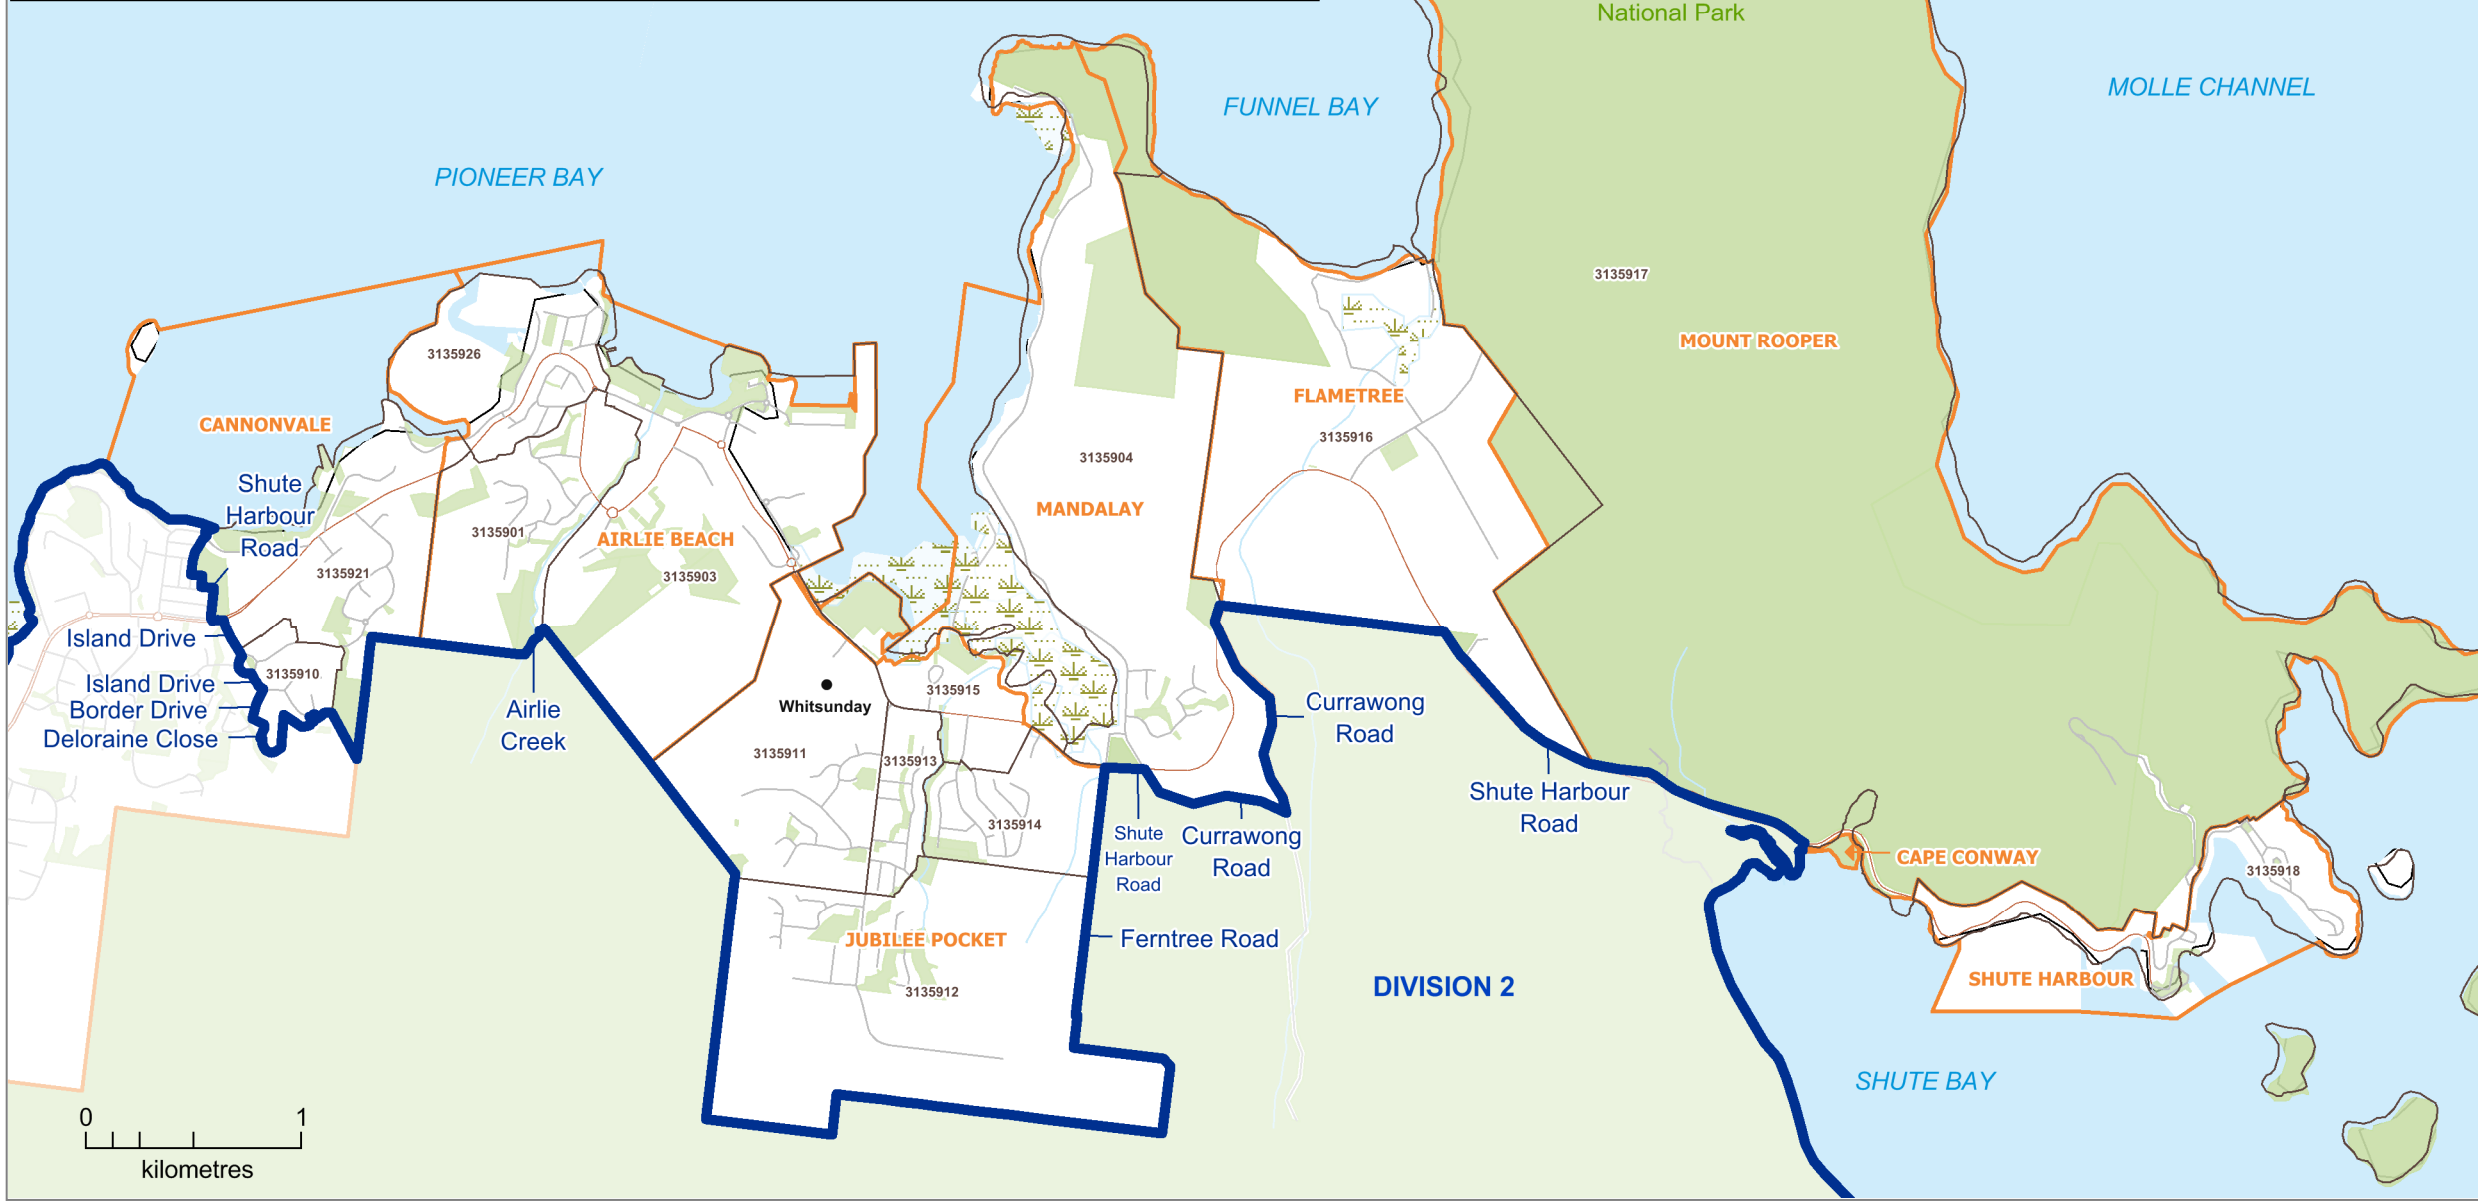 National Park
MOLLE CHANNEL
FUNNEL BAY
PIONEER BAY
3135917
MOUNT ROOPER
3135926
FLAMETREE
CANNONVALE
3135916
3135904
Shute
Harbour
Road
MANDALAY
3135901
AIRLIE BEACH
3135921
3135903
Island Drive
3135910
Island Drive
Border Drive
Deloraine Close
Airlie
Creek
Whitsunday
3135915
3135911
3135913
3135914
Currawong
Road
Shute Harbour
Road
Shute
Harbour
Road
Currawong
Road
CAPE CONWAY
3135918
JUBILEE POCKET
Ferntree Road
3135912
DIVISION 2
SHUTE HARBOUR
SHUTE BAY
0 1
kilometres